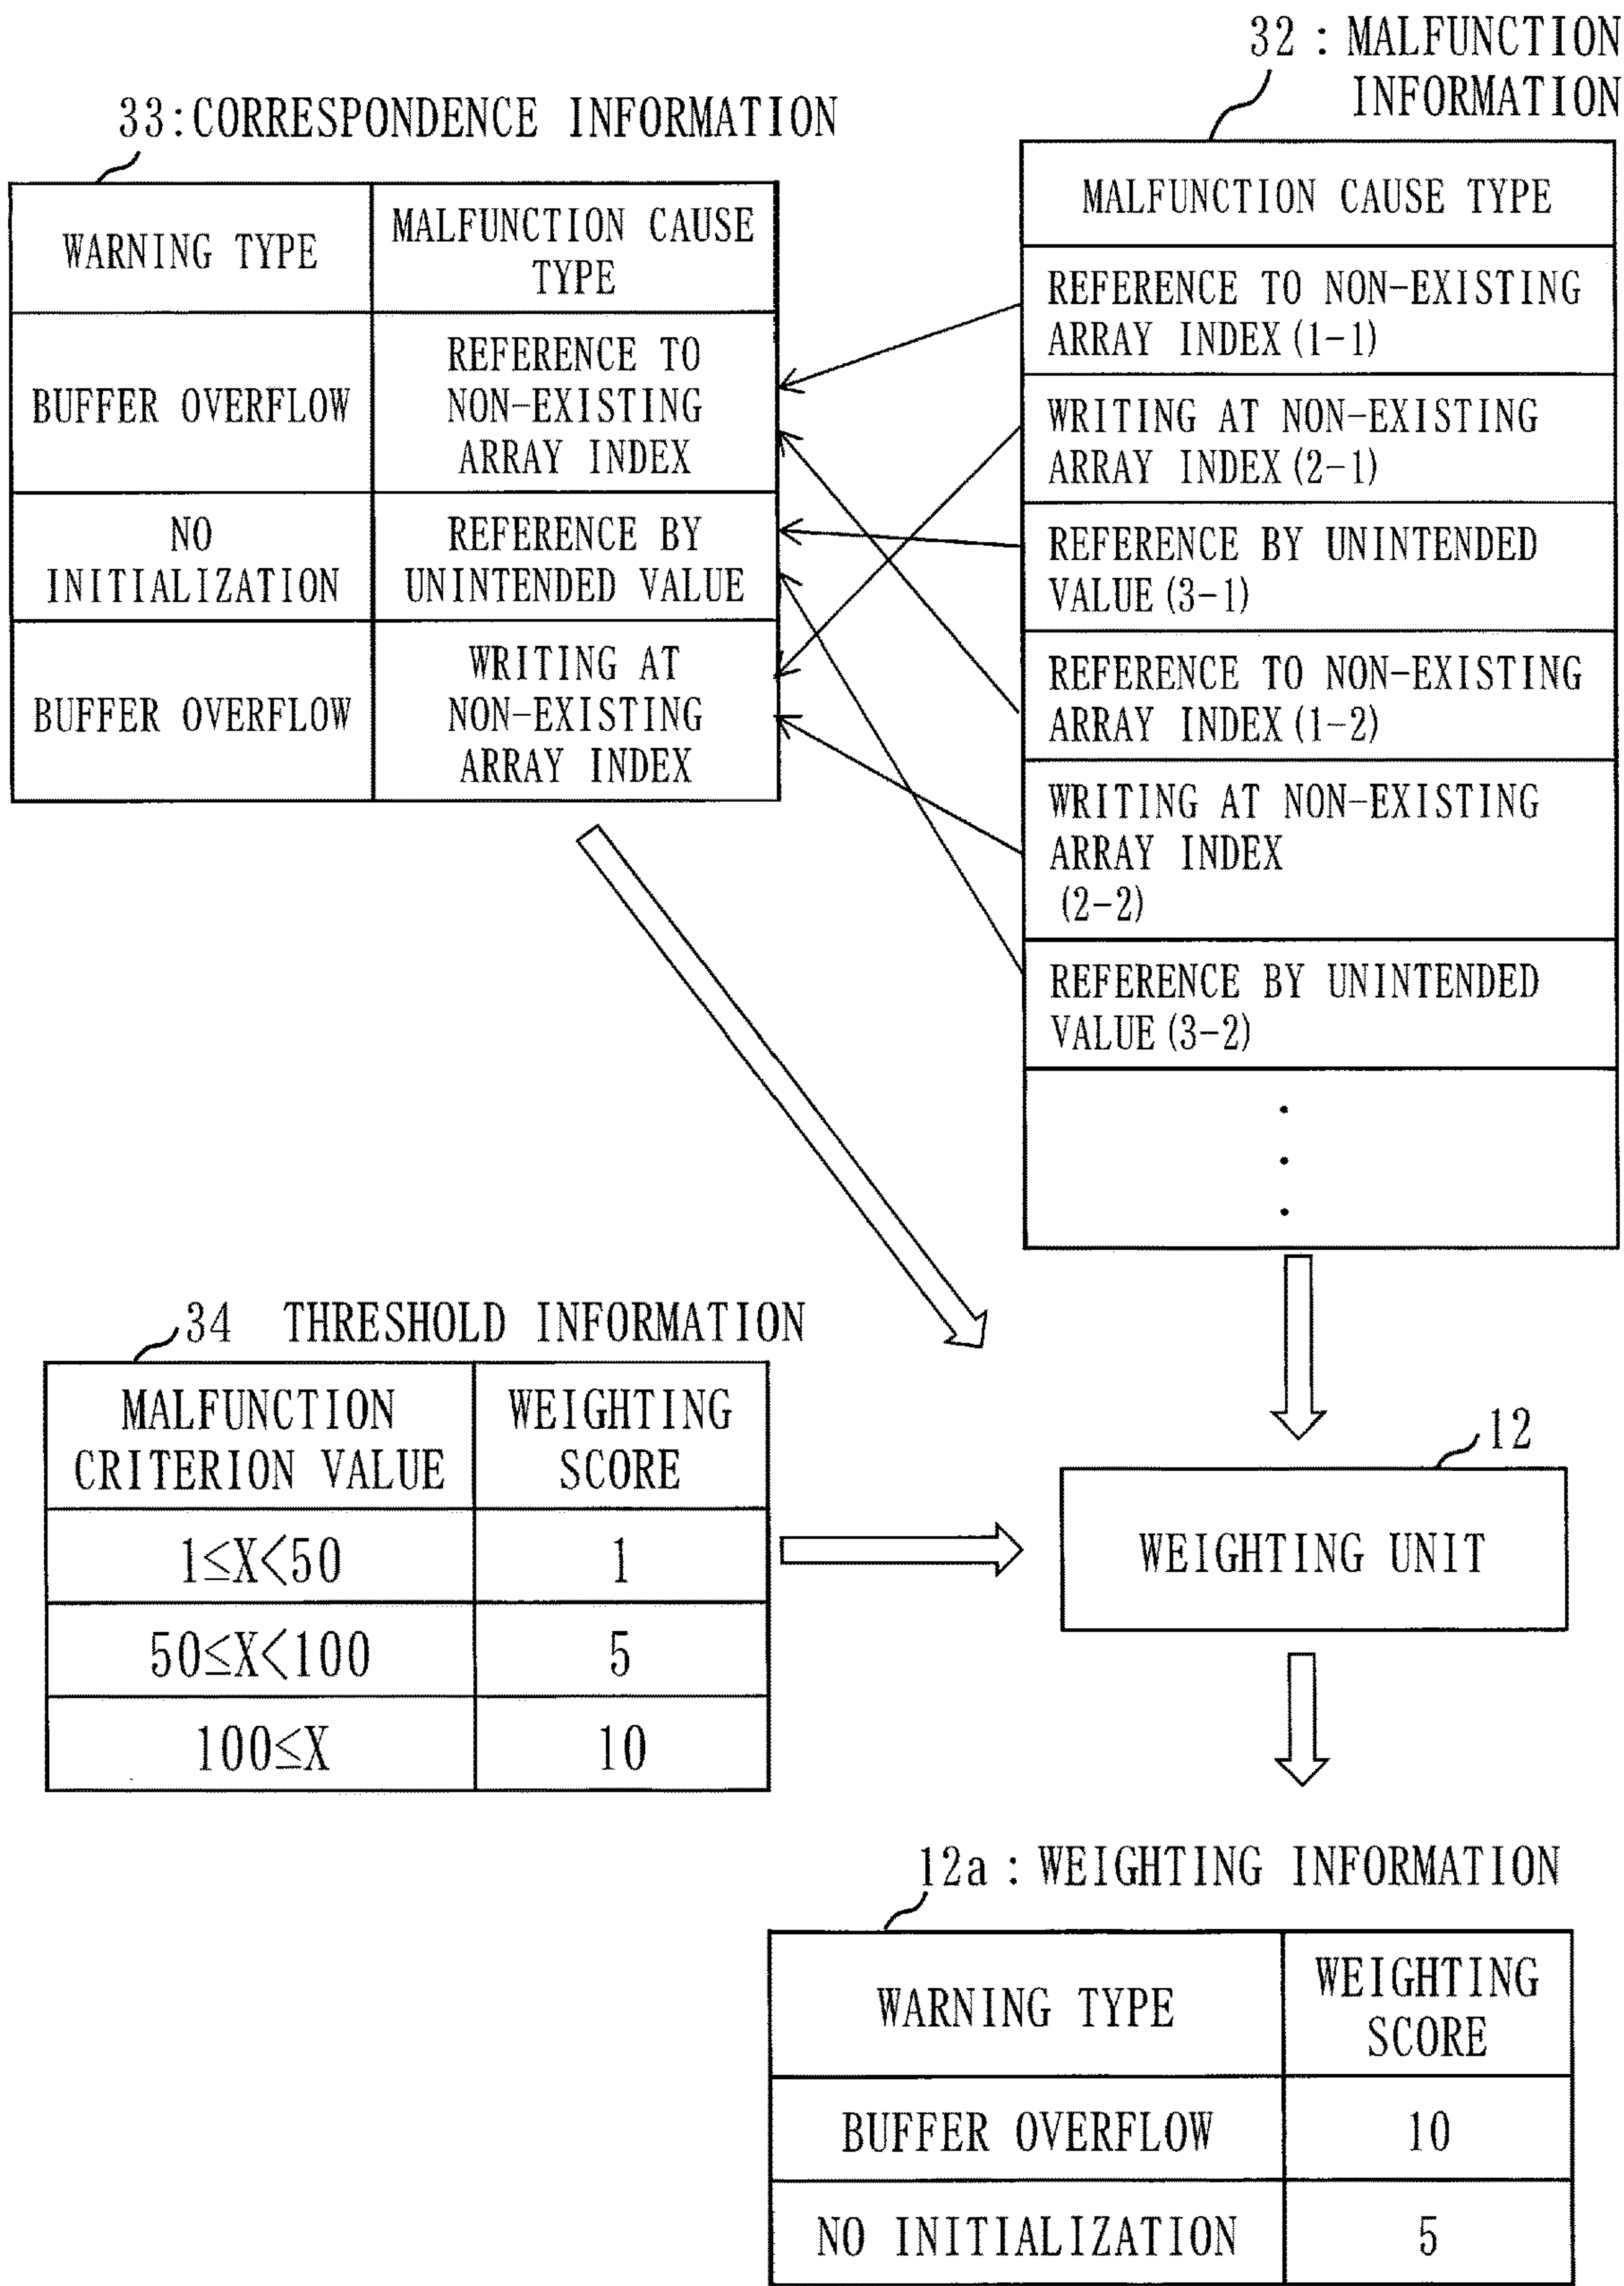 32 : MALFUNCTION
INFORMATION
33:CORRESPONDENCE INFORMATION
WARNING TYPE
MALFUNCTION CAUSE
TYPE
BUFFER OVERFLOW
REFERENCE TO
NON-EXISTING
ARRAY INDEX
NO
INITIALIZATION
REFERENCE BY
UNINTENDED VALUE
BUFFER OVERFLOW
WRITING AT
NON-EXISTING
ARRAY INDEX
MALFUNCTION CAUSE TYPE
REFERENCE TO NON-EXISTING
ARRAY INDEX(1-1)
WRITING AT NON-EXISTING
ARRAY INDEX(2-1)
REFERENCE BY UNINTENDED
VALUE(3-1)
REFERENCE TO NON-EXISTING
ARRAY INDEX(1-2)
WRITING AT NON-EXISTING
ARRAY INDEX
(2-2)
REFERENCE BY UNINTENDED
VALUE(3-2)
34 THRESHOLD INFORMATION
MALFUNCTION
CRITERION VALUE
WEIGHTING
SCORE
1≤X<50
1
50≤X<100
5
100≤X
10
12
WEIGHTING UNIT
12a : WEIGHTING INFORMATION
WARNING TYPE
WEIGHTING
SCORE
BUFFER OVERFLOW
10
NO INITIALIZATION
5